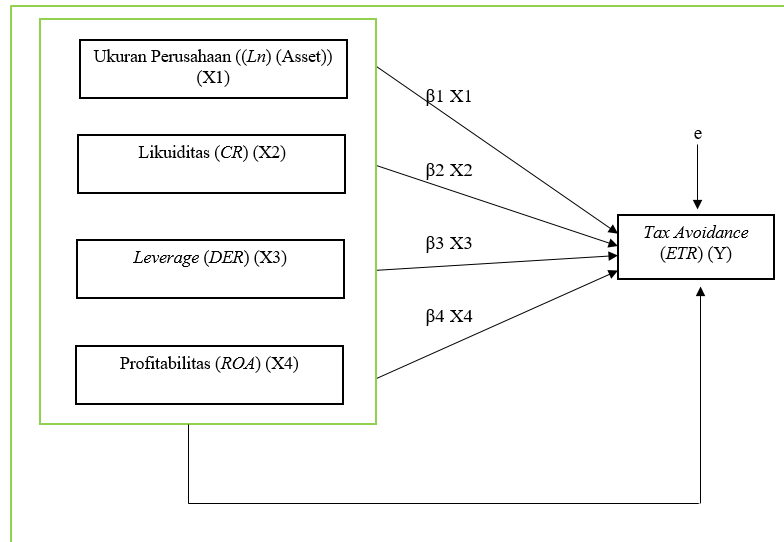 Ukuran Perusahaan ((Ln) (Asset))
(X1)
β1 X1
Likuiditas (CR) (X2)
β2 X2
Leverage (DER) (X3)
β3 X3
Profitabilitas (ROA) (X4)
β4 X4
e
Tax Avoidance
(ETR) (Y)